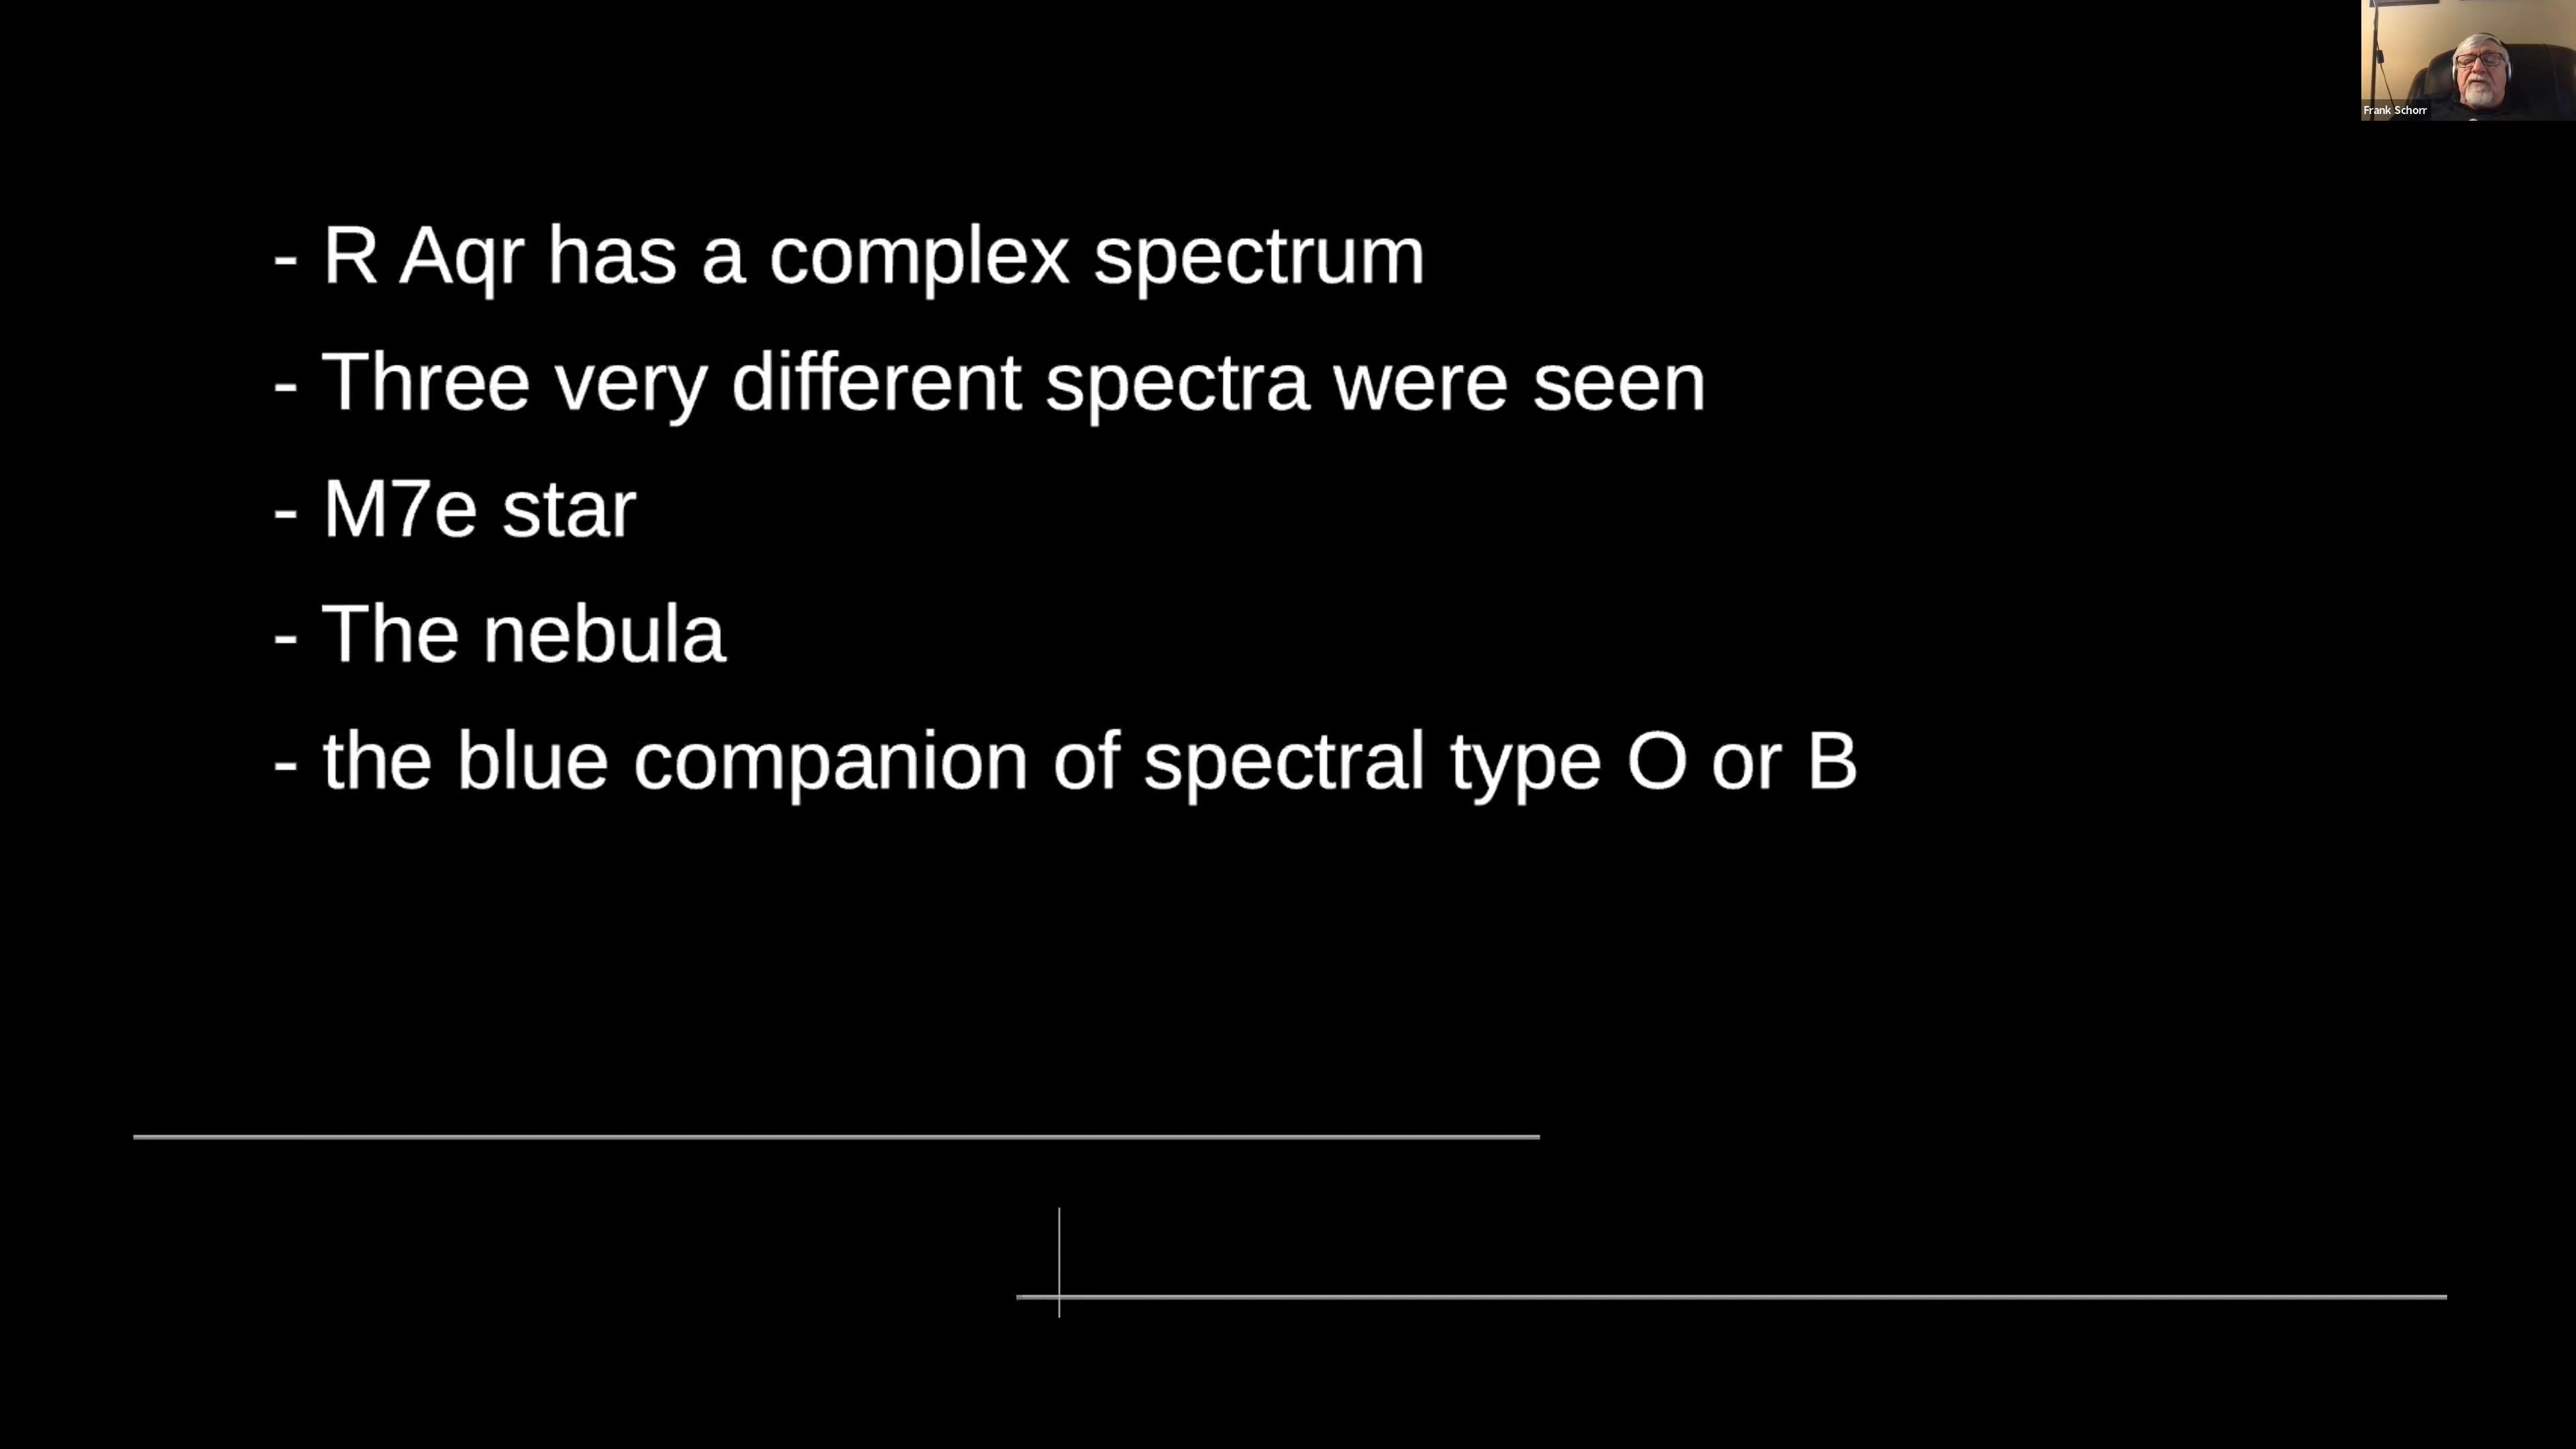 Frank Schorr
- R Aqr has a complex spectrum
- Three very different spectra were seen
- M7e star
- The nebula
- the blue companion of spectral type O or B